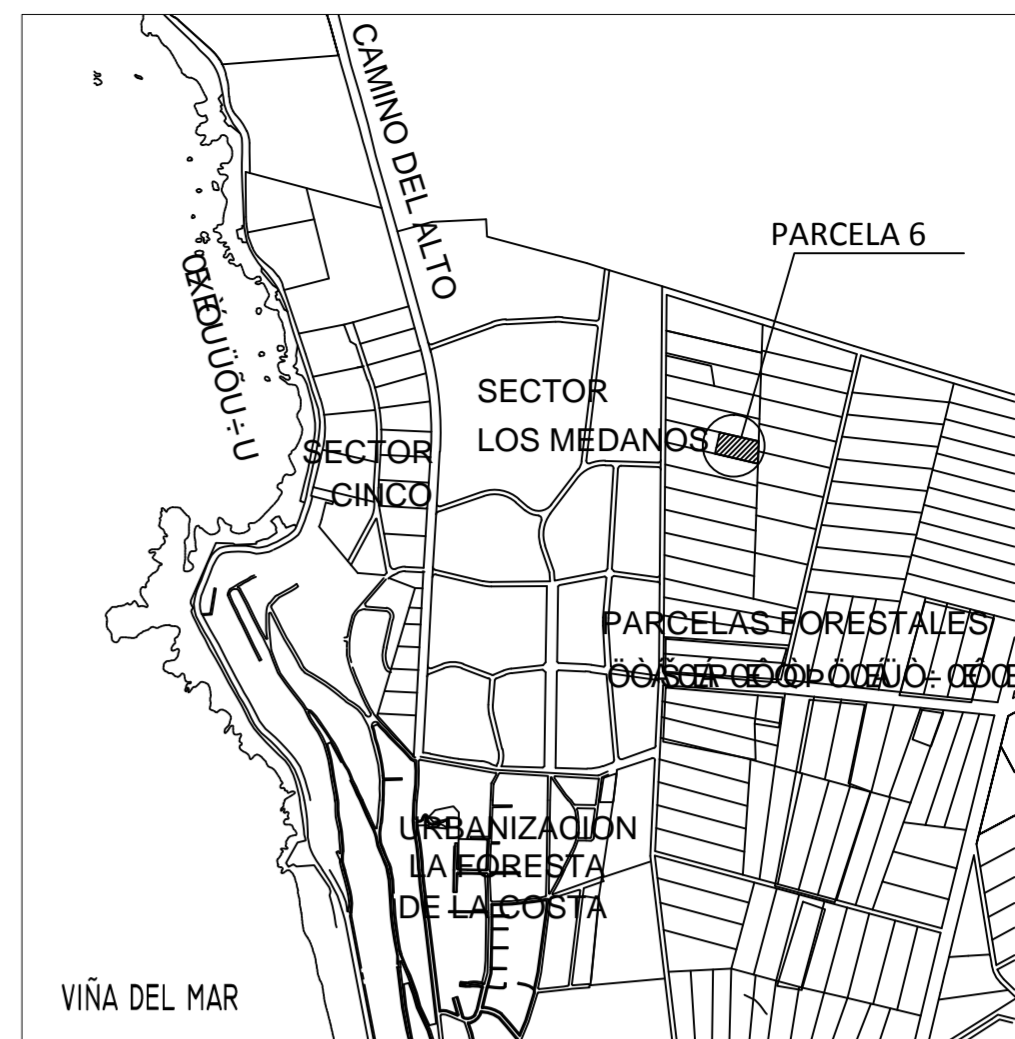 CAMINO DEL ALTO
PARCELA 6
SECTOR
LOS MEDANOS
SECTOR
CINCO
PARCELAS FORESTALES
URBANIZACION
LA FORESTA
DE LA COSTA
VIÑA DEL MAR